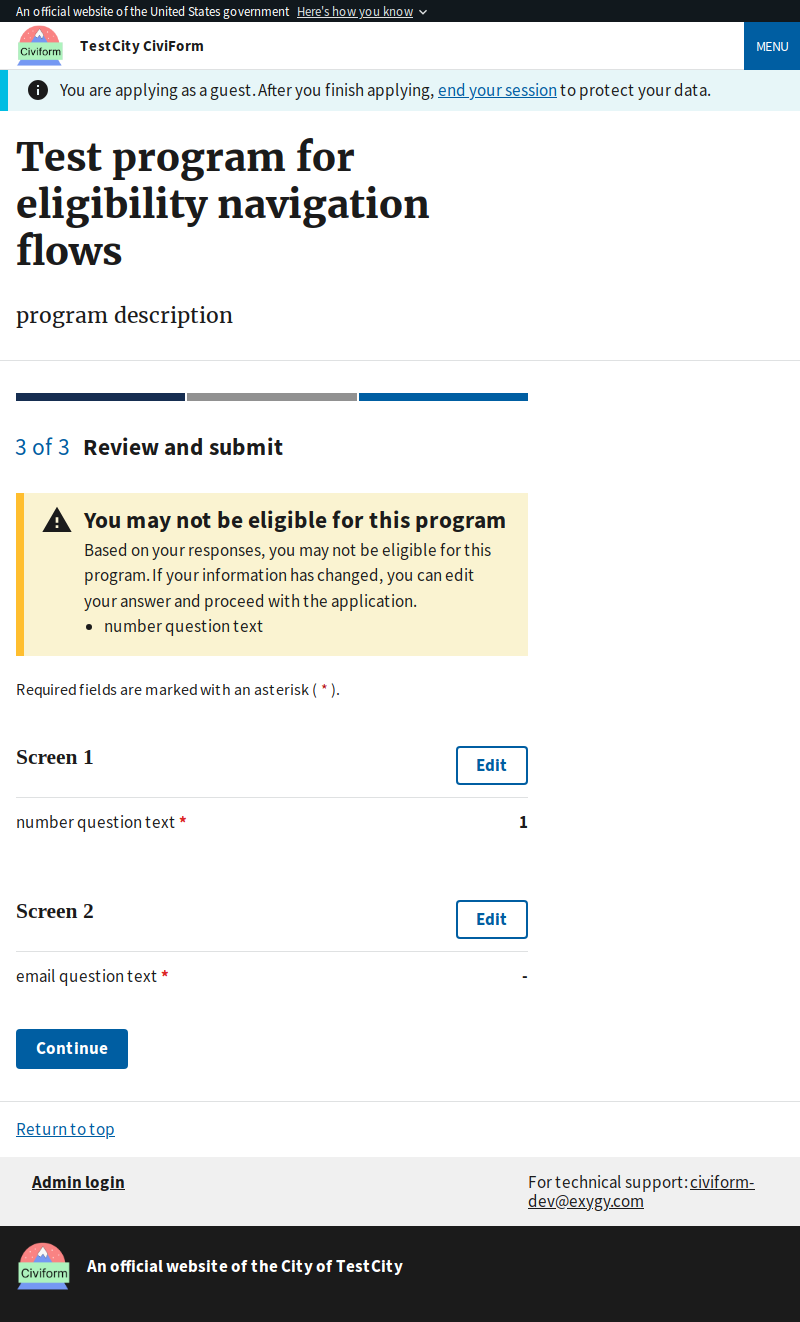 An official website of the United States government Here's how you know
Civiform
TestCity CiviForm
MENU
You are applying as a guest. After you finish applying, end your session to protect your data.
Test program for
eligibility navigation
flows
program description
3 of 3 Review and submit
You may not be eligible for this program
Based on your responses, you may not be eligible for this
program. If your information has changed, you can edit
your answer and proceed with the application.
• number question text
Required fields are marked with an asterisk ( * ).
Screen 1
Edit
number question text *
1
Screen 2
Edit
email question text *
-
Continue
Return to top
Admin login
For technical support: civiform-
dev@exygy.com
Civiform
An official website of the City of TestCity